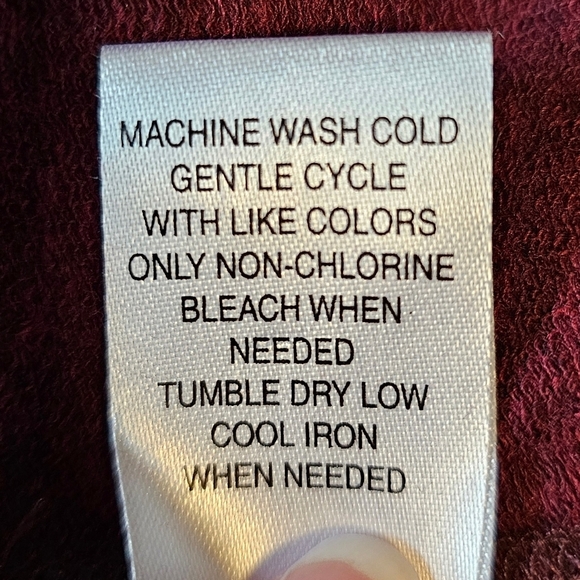 MACHINE WASH COLD
GENTLE CYCLE
WITH LIKE COLORS
ONLY NON-CHLORINE
BLEACH WHEN
NEEDED
TUMBLE DRY LOW
COOL IRON
WHEN NEEDED